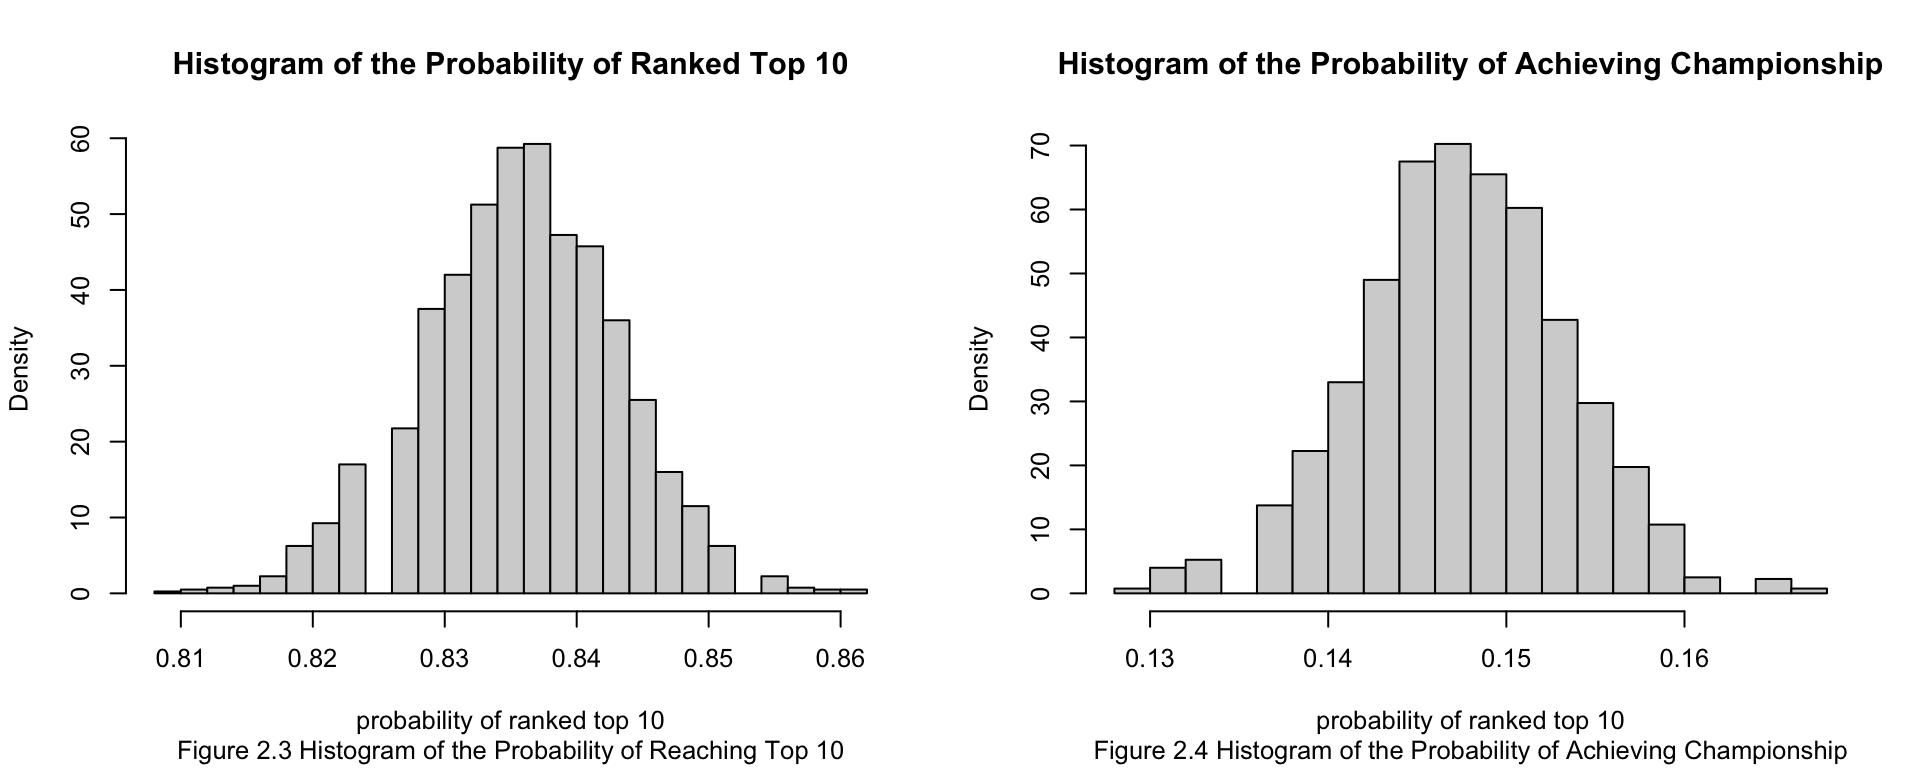 Histogram of the Probability of Ranked Top 10
Density
60
50
40
30
20
10
0
0.81 0.82 0.83 0.84 0.85 0.86
probability of ranked top 10
Figure 2.3 Histogram of the Probability of Reaching Top 10
Histogram of the Probability of Achieving Championship
Density
70
60
50
40
30
20
10
0
0.13 0.14 0.15 0.16
probability of ranked top 10
Figure 2.4 Histogram of the Probability of Achieving Championship